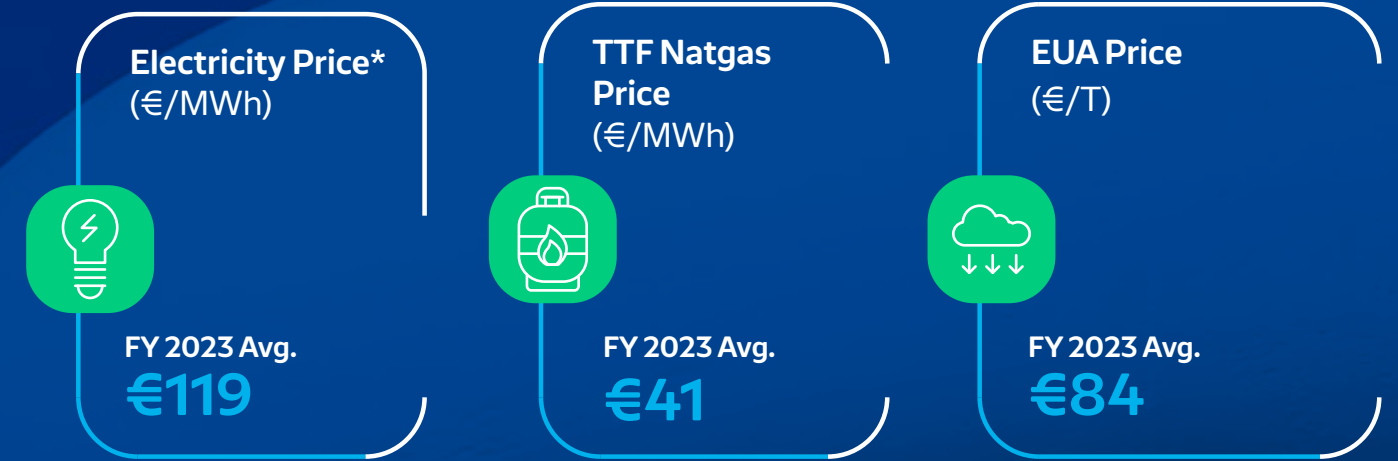 Electricity Price*
(€/MWh)
FY 2023 Avg.
€119
TTF Natgas
Price
(€/MWh)
FY 2023 Avg.
€41
EUA Price
(€/T)
FY 2023 Avg.
€84